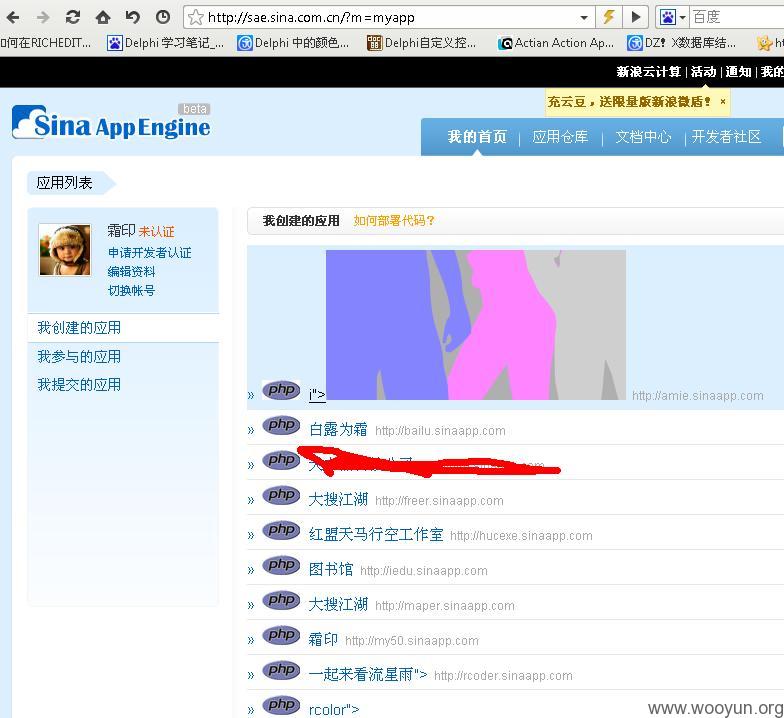 http://sae.sina.com.cn/?m=myapp
百度
如何在RICHEDIT...
Delphi 学习笔记_...
Delphi 中的颜色...
Delphi自定义控...
Actian Action Ap...
DZ! X数据库结...
新浪云计算 | 活动 | 通知 | 我的
充云豆，送限量版新浪微盾! ×
Sina AppEngine beta
我的首页 | 应用仓库 | 文档中心 | 开发者社区
应用列表
霜印 未认证
申请开发者认证
编辑资料
切换帐号
我创建的应用
我参与的应用
我提交的应用
我创建的应用 如何部署代码?
» php i"> http://amie.sinaapp.com
» php 白露为霜 http://bailu.sinaapp.com
» php
» php 大搜江湖 http://freer.sinaapp.com
» php 红盟天马行空工作室 http://hucexe.sinaapp.com
» php 图书馆 http://iedu.sinaapp.com
» php 大搜江湖 http://maper.sinaapp.com
» php 霜印 http://my50.sinaapp.com
» php 一起来看流星雨"> http://rcoder.sinaapp.com
» php rcolor">
www.wooyun.org